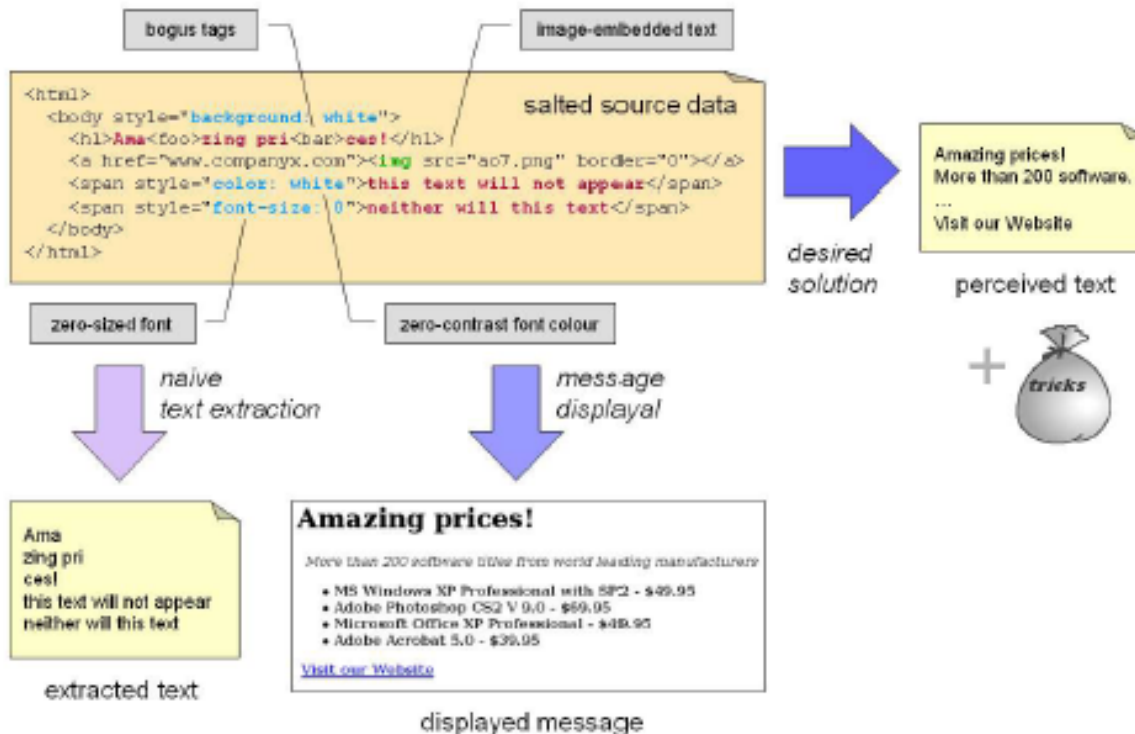 bogus tags
image-embedded text
salted source data
<html>
<body style="background: white">
<h1>Ama<foo>zing pri<bar>ces!</h1>
<a href="www.companyx.com"><img src="ao7.png" border="0"></a>
<span style="color: white">this text will not appear</span>
<span style="font-size: 0">neither will this text</span>
</body>
</html>
zero-sized font
zero-contrast font colour
desired
solution
Amazing prices!
More than 200 software.
...
Visit our Website
perceived text
+
tricks
naive
text extraction
message
displayal
Ama
zing pri
ces!
this text will not appear
neither will this text
extracted text
Amazing prices!
More than 200 software titles from world leading manufacturers
• MS Windows XP Professional with SP2 - $49.95
• Adobe Photoshop CS2 V 9.0 - $69.95
• Microsoft Office XP Professional - $49.95
• Adobe Acrobat 5.0 - $39.95
Visit our Website
displayed message